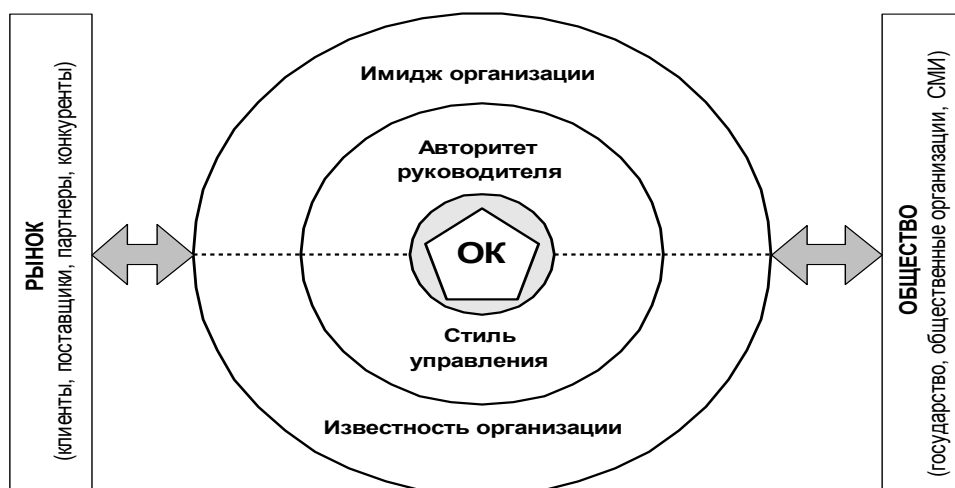 РЫНОК
(клиенты, поставщики, партнеры, конкуренты)
Имидж организации
Авторитет
руководителя
ОК
Стиль
управления
Известность организации
ОБЩЕСТВО
(государство, общественные организации, СМИ)